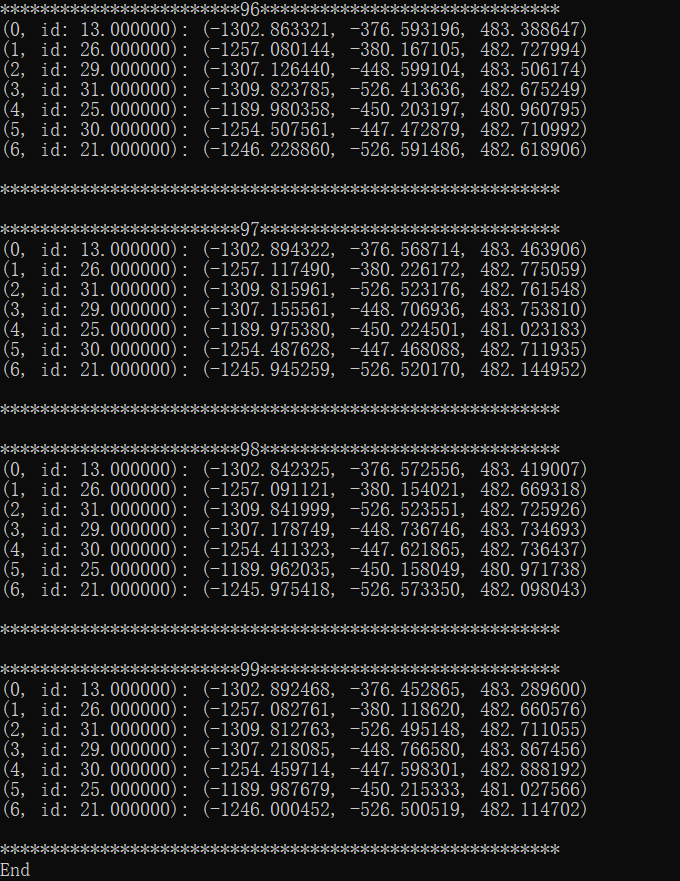 ************************96******************************
(0, id: 13.000000): (-1302.863321, -376.593196, 483.388647)
(1, id: 26.000000): (-1257.080144, -380.167105, 482.727994)
(2, id: 29.000000): (-1307.126440, -448.599104, 483.506174)
(3, id: 31.000000): (-1309.823785, -526.413636, 482.675249)
(4, id: 25.000000): (-1189.980358, -450.203197, 480.960795)
(5, id: 30.000000): (-1254.507561, -447.472879, 482.710992)
(6, id: 21.000000): (-1246.228860, -526.591486, 482.618906)
********************************************************
************************97******************************
(0, id: 13.000000): (-1302.894322, -376.568714, 483.463906)
(1, id: 26.000000): (-1257.117490, -380.226172, 482.775059)
(2, id: 31.000000): (-1309.815961, -526.523176, 482.761548)
(3, id: 29.000000): (-1307.155561, -448.706936, 483.753810)
(4, id: 25.000000): (-1189.975380, -450.224501, 481.023183)
(5, id: 30.000000): (-1254.487628, -447.468088, 482.711935)
(6, id: 21.000000): (-1245.945259, -526.520170, 482.144952)
********************************************************
************************98******************************
(0, id: 13.000000): (-1302.842325, -376.572556, 483.419007)
(1, id: 26.000000): (-1257.091121, -380.154021, 482.669318)
(2, id: 31.000000): (-1309.841999, -526.523551, 482.725926)
(3, id: 29.000000): (-1307.178749, -448.736746, 483.734693)
(4, id: 30.000000): (-1254.411323, -447.621865, 482.736437)
(5, id: 25.000000): (-1189.962035, -450.158049, 480.971738)
(6, id: 21.000000): (-1245.975418, -526.573350, 482.098043)
********************************************************
************************99******************************
(0, id: 13.000000): (-1302.892468, -376.452865, 483.289600)
(1, id: 26.000000): (-1257.082761, -380.118620, 482.660576)
(2, id: 31.000000): (-1309.812763, -526.495148, 482.711055)
(3, id: 29.000000): (-1307.218085, -448.766580, 483.867456)
(4, id: 30.000000): (-1254.459714, -447.598301, 482.888192)
(5, id: 25.000000): (-1189.987679, -450.215333, 481.027566)
(6, id: 21.000000): (-1246.000452, -526.500519, 482.114702)
********************************************************
End